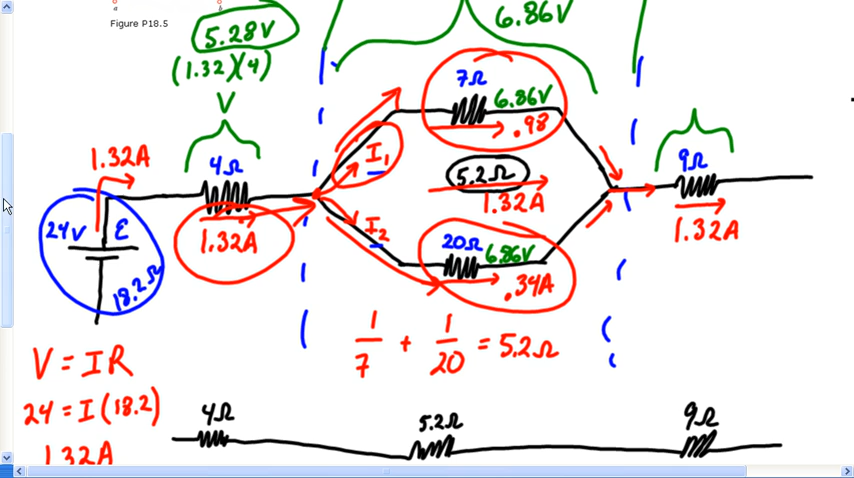 a b
Figure P18.5
5.28V
(1.32)(4)
6.86V
V
7Ω
6.86V
.98
1.32A
4Ω
I₁
5.2Ω
1.32A
9Ω
24V ε
18.2Ω
1.32A
I₂
20Ω 6.86V
.34A
1.32A
1/7 + 1/20 = 5.2Ω
V = IR
24 = I(18.2)
1.32A
4Ω 5.2Ω 9Ω